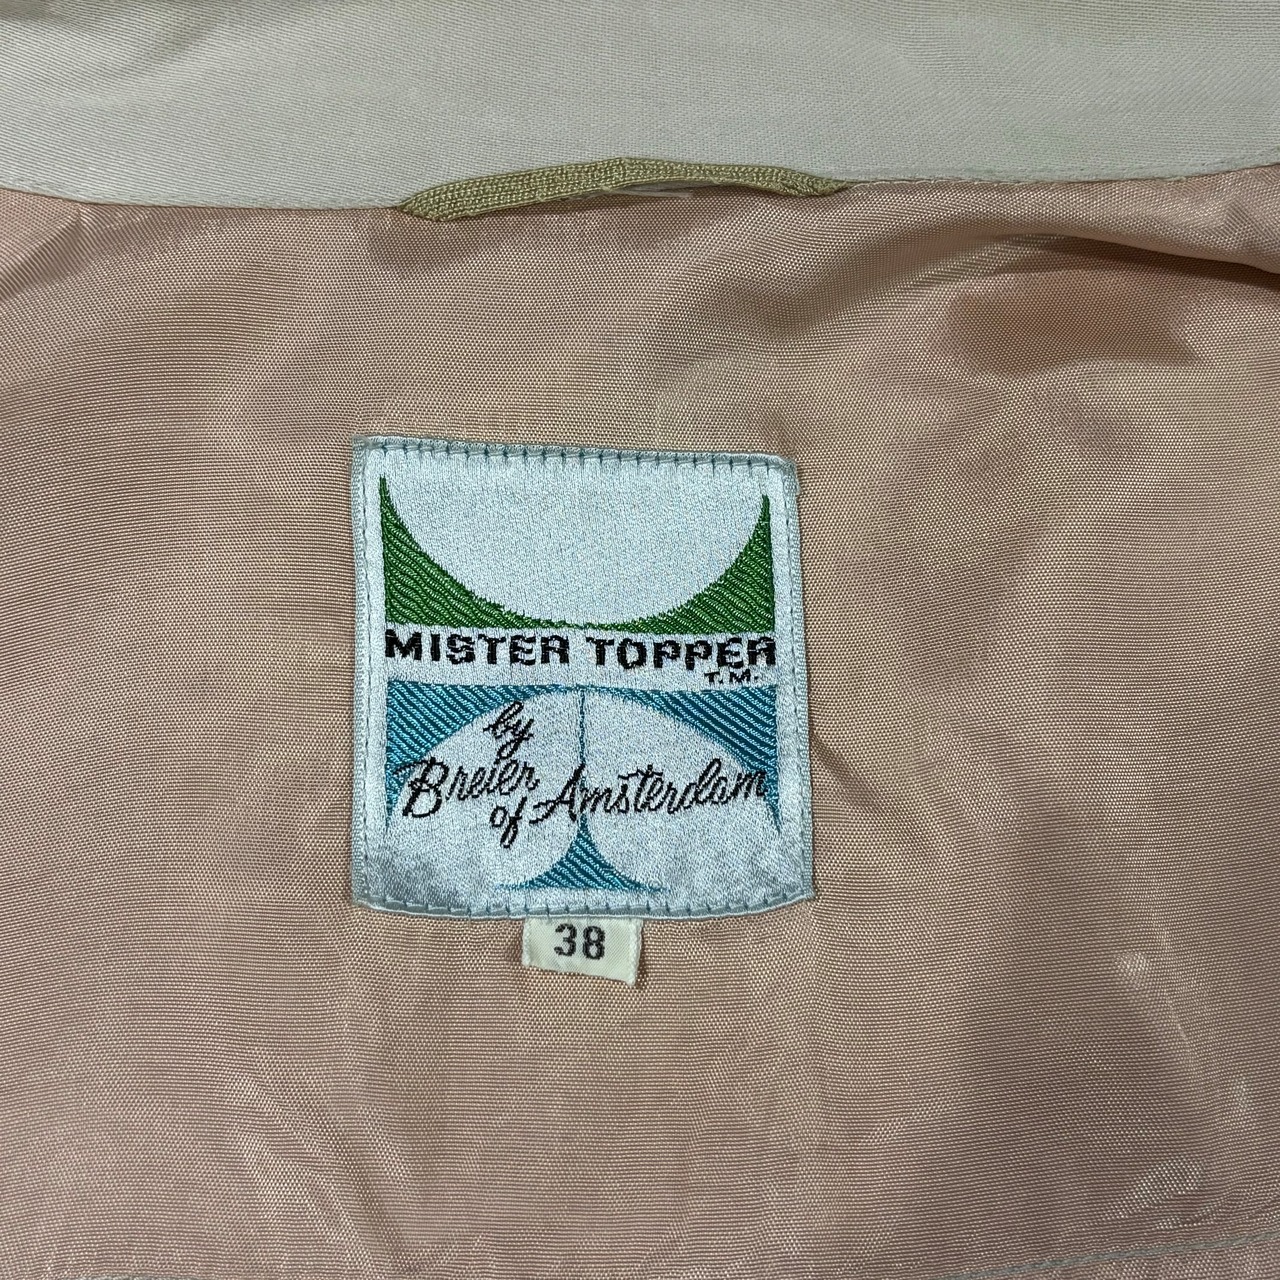 MISTER TOPPER
T.M.
by
Breier
of Amsterdam
38